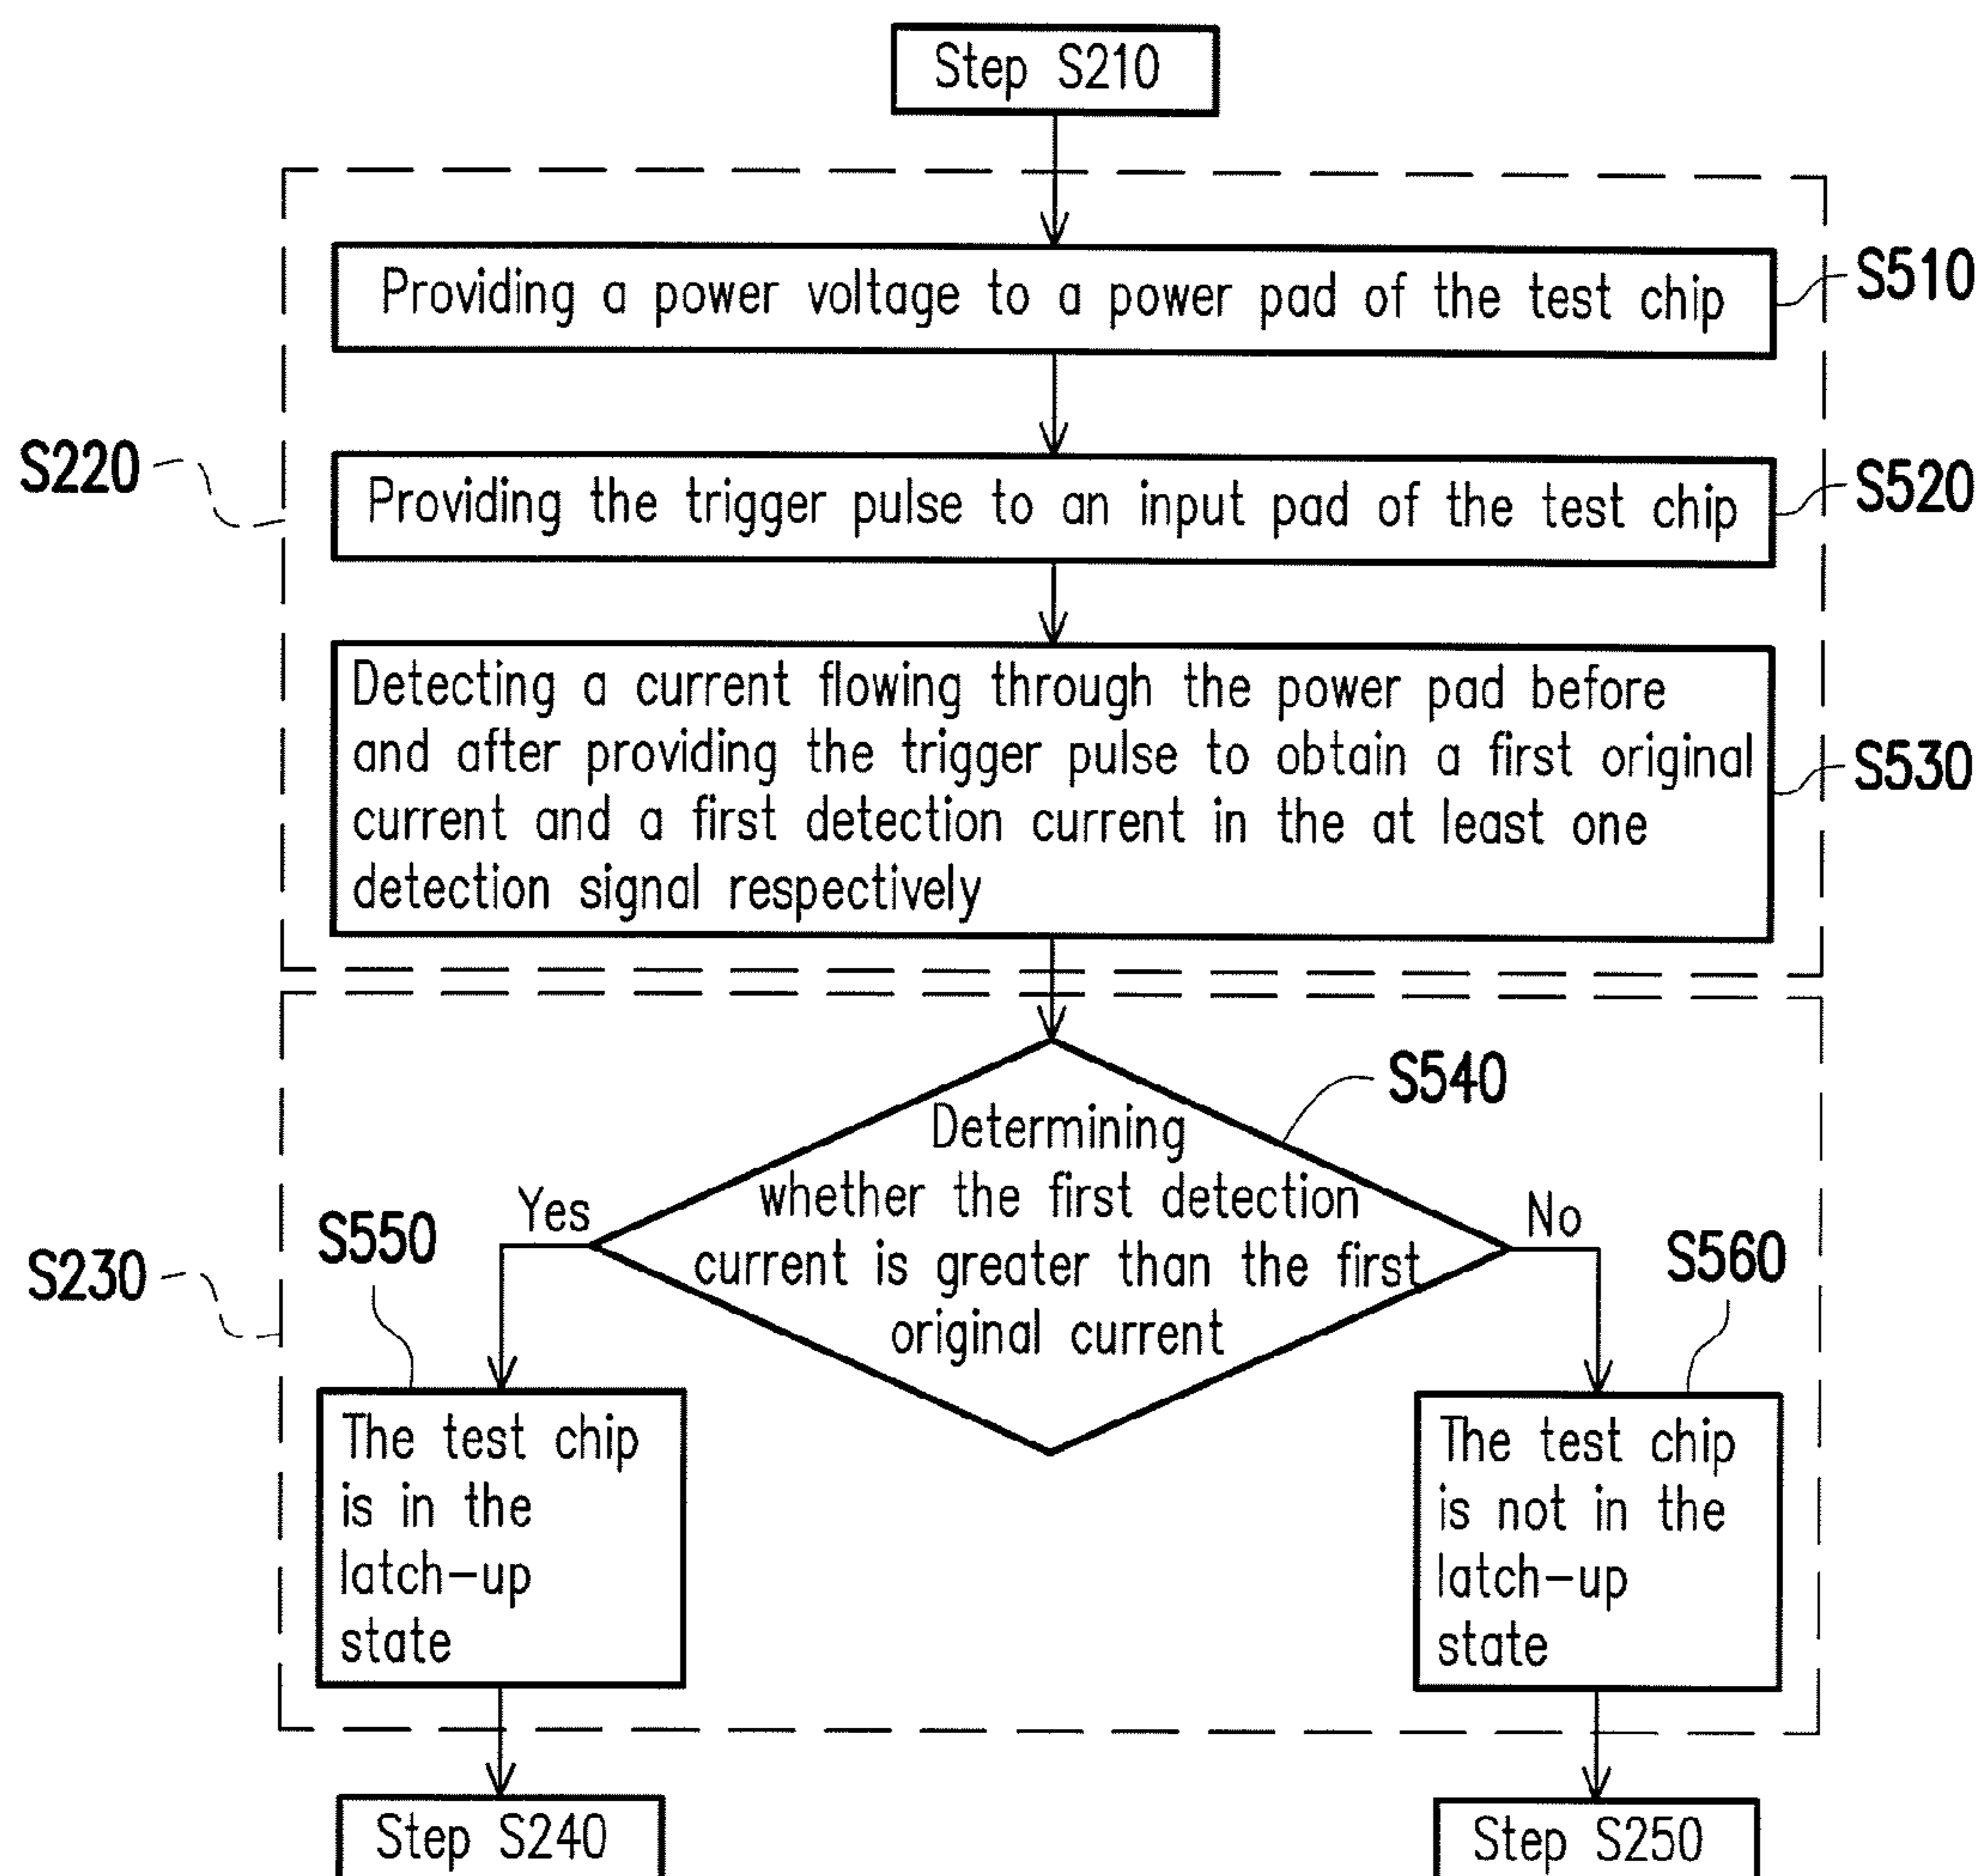 Step S210
Providing a power voltage to a power pad of the test chip
S510
S220
Providing the trigger pulse to an input pad of the test chip
S520
Detecting a current flowing through the power pad before
and after providing the trigger pulse to obtain a first original
current and a first detection current in the at least one
detection signal respectively
S530
S540
Determining
whether the first detection
current is greater than the first
original current
Yes
No
S550
S560
S230
The test chip
is in the
latch-up
state
The test chip
is not in the
latch-up
state
Step S240
Step S250